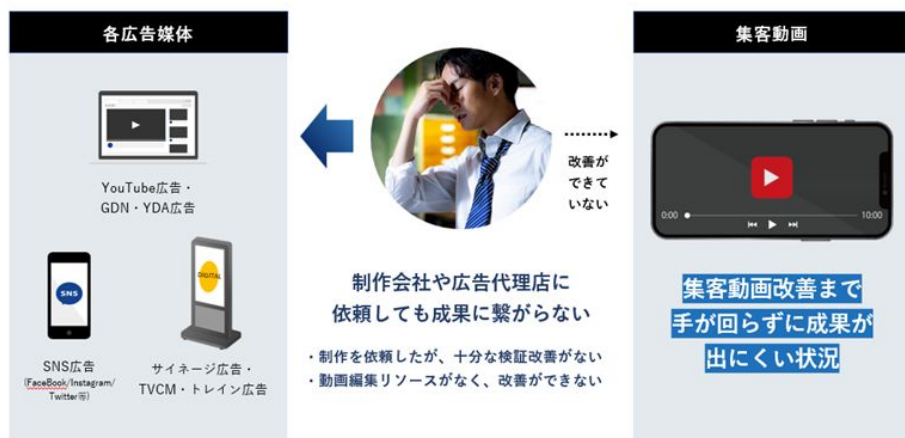 各広告媒体
YouTube広告・
GDN・YDA広告
SNS
SNS広告
(FaceBook/Instagram/
Twitter等)
DIGITAL
サイネージ広告・
TVCM・トレイン広告
改善が
できて
いない
制作会社や広告代理店に
依頼しても成果に繋がらない
・制作を依頼したが、十分な検証改善がない
・動画編集リソースがなく、改善ができない
集客動画
0:00
10:00
集客動画改善まで
手が回らずに成果が
出にくい状況